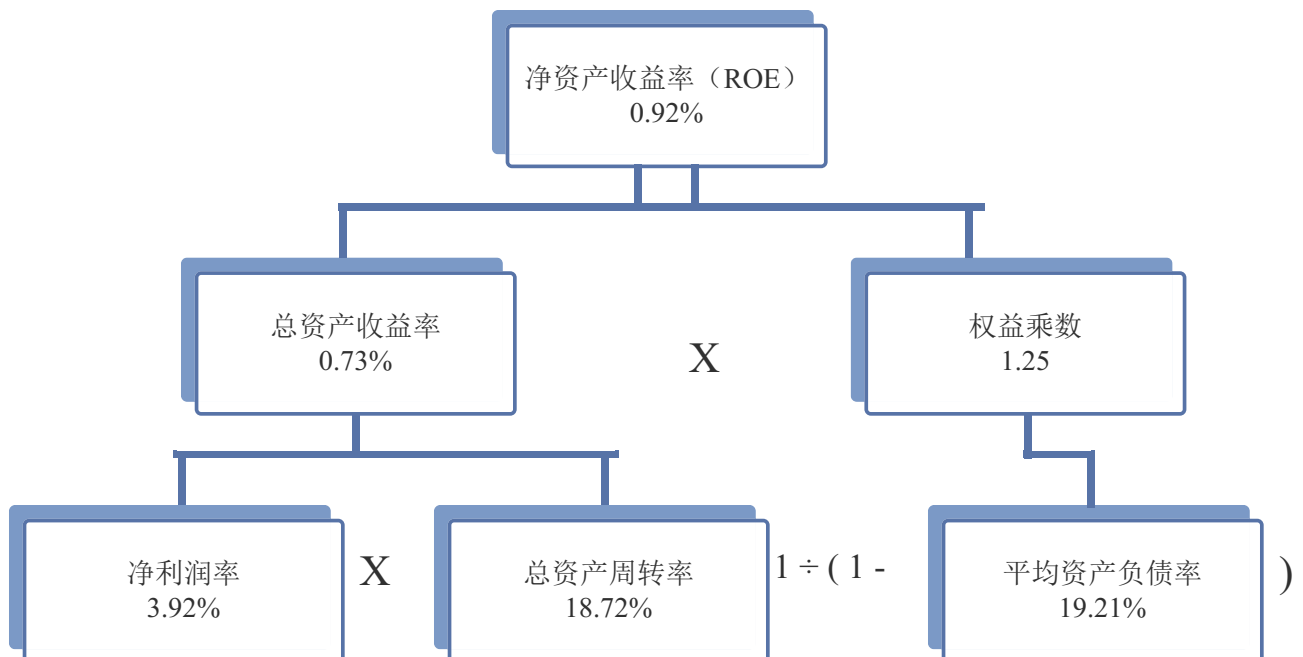 净资产收益率（ROE）
0.92%
总资产收益率
0.73%
X
权益乘数
1.25
净利润率
3.92%
X
总资产周转率
18.72%
1 ÷ ( 1 -
平均资产负债率
19.21%
)